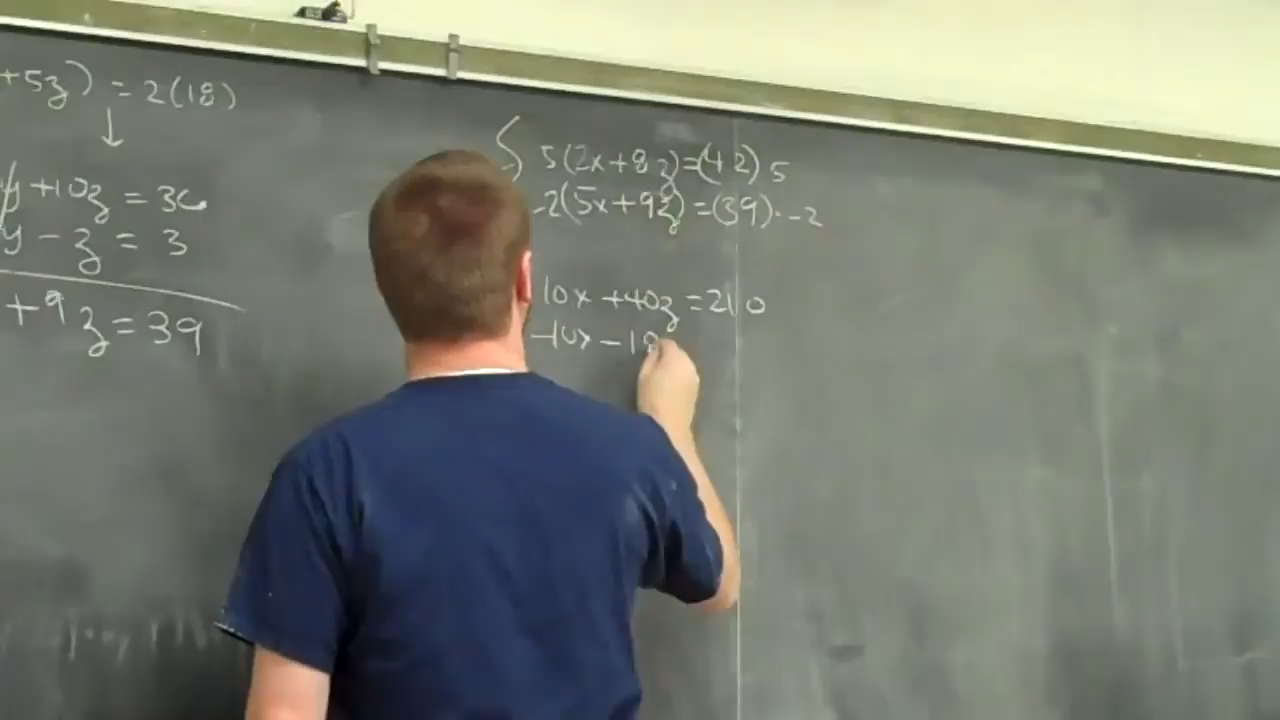 +5z) = 2(18)
↓
y +10z = 36
y - z = 3
+ 9z = 39
{ 5(2x+8z)=(42)5
-2(5x+9z)=(39)·-2
10x +40z = 210
-10x - 18